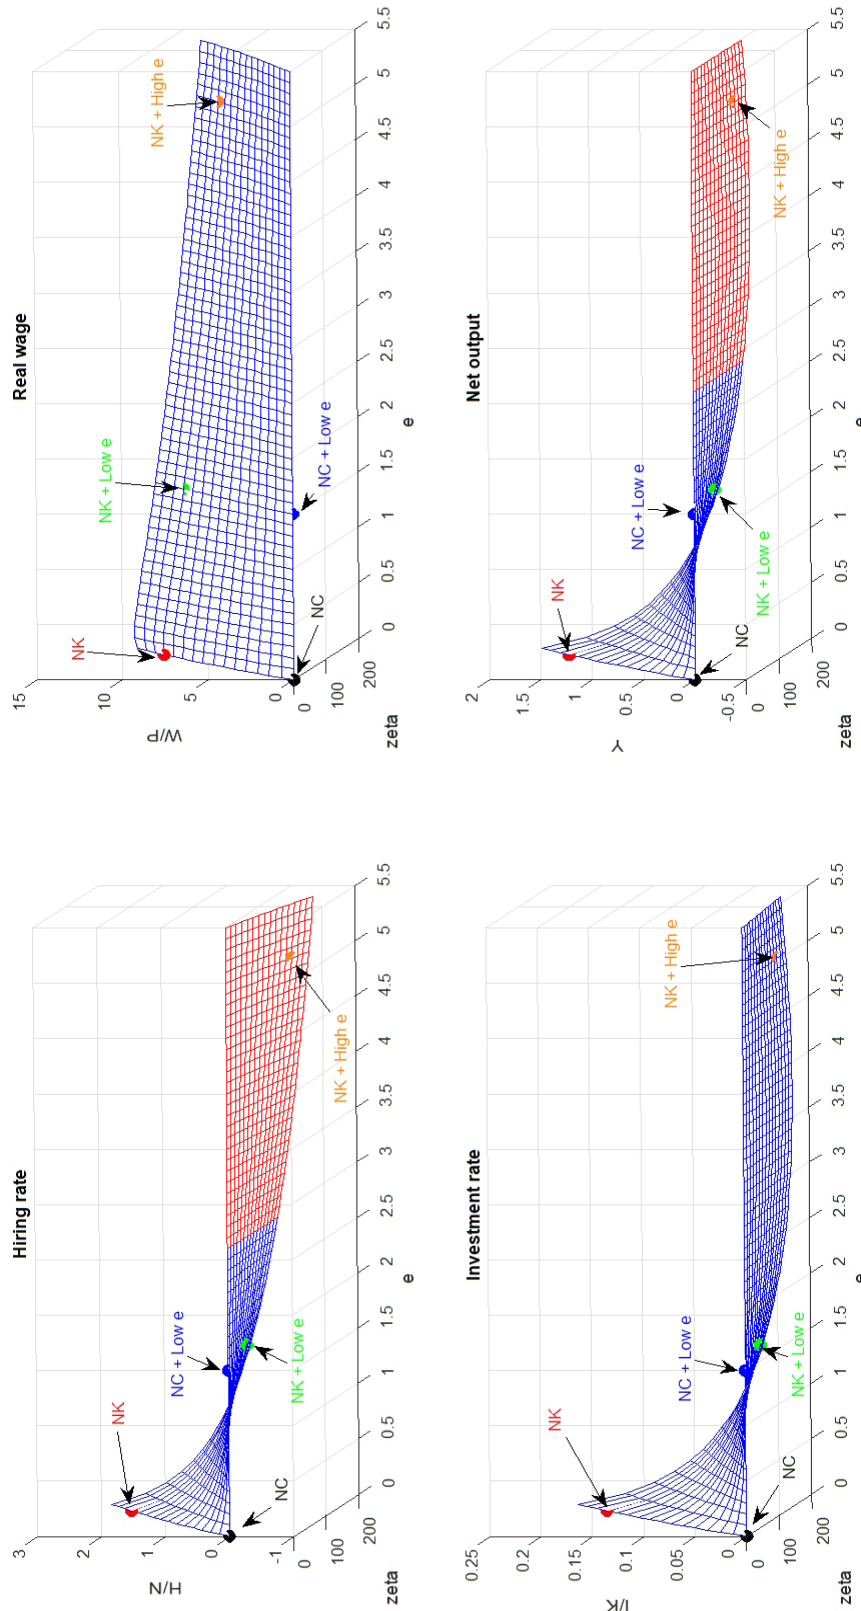 Hiring rate
NK
NC + Low e
NK + Low e
NK + High e
NC
H/N
3
2
1
0
-1
0
100
200
zeta
0
0.5
1
1.5
2
2.5
3
3.5
4
4.5
5
5.5
e
Real wage
NK
NK + Low e
NK + High e
NC + Low e
NC
W/P
15
10
5
0
0
100
200
zeta
0
0.5
1
1.5
2
2.5
3
3.5
4
4.5
5
5.5
e
Investment rate
NK
NC + Low e
NK + Low e
NK + High e
NC
I/K
0.25
0.2
0.15
0.1
0.05
0
0
100
200
zeta
0
0.5
1
1.5
2
2.5
3
3.5
4
4.5
5
5.5
e
Net output
NK
NC + Low e
NK + Low e
NK + High e
NC
Y
2
1.5
1
0.5
0
-0.5
0
100
200
zeta
0
0.5
1
1.5
2
2.5
3
3.5
4
4.5
5
5.5
e